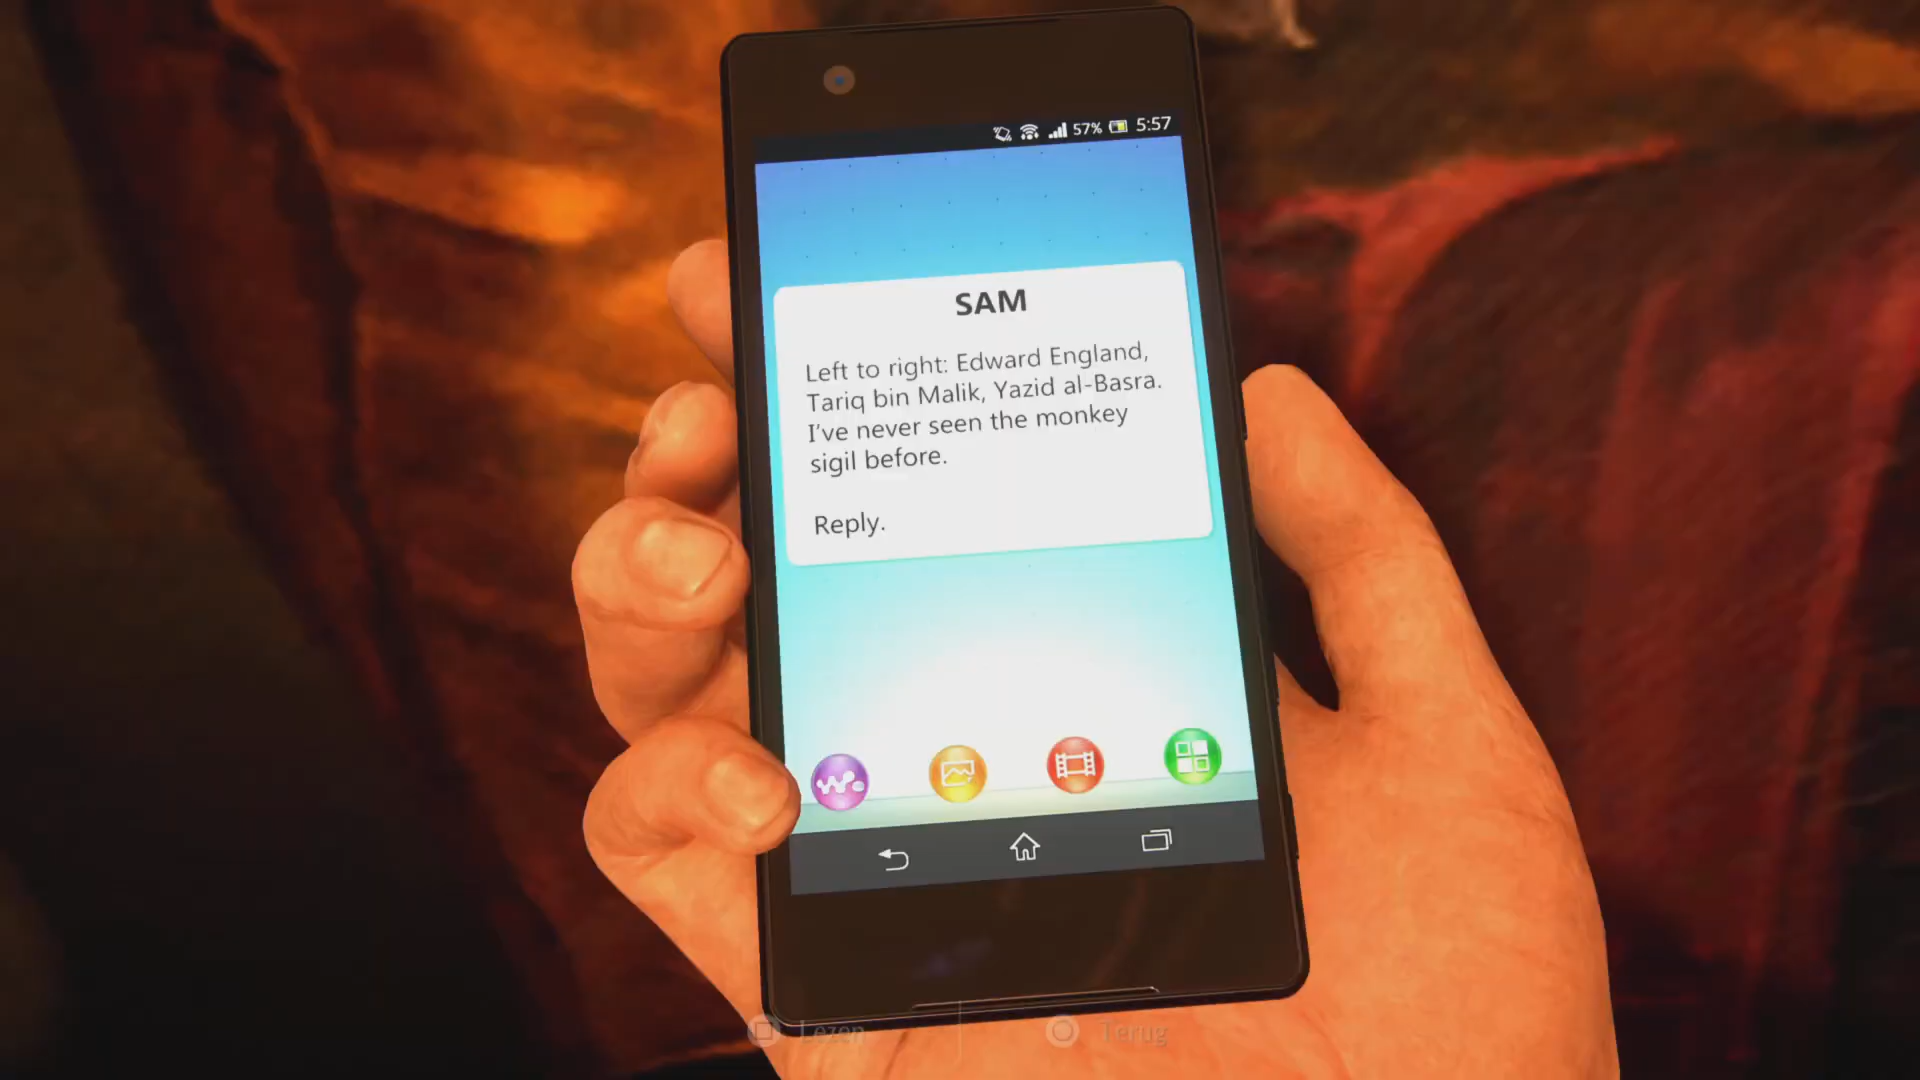 57% 5:57
SAM
Left to right: Edward England,
Tariq bin Malik, Yazid al-Basra.
I've never seen the monkey
sigil before.
Reply.
Lezen Terug